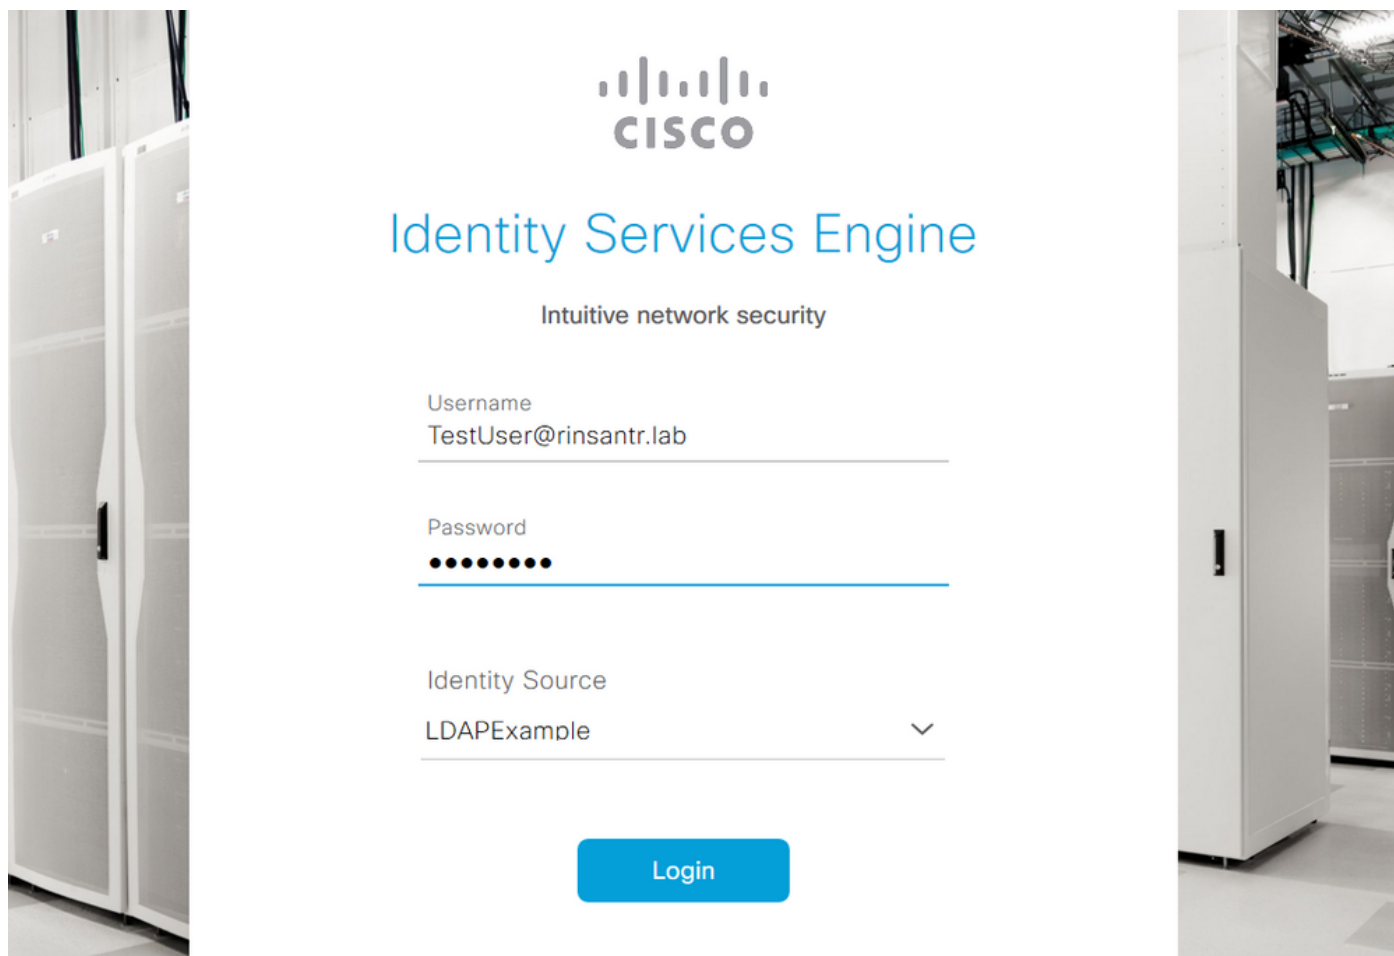 CISCO
Identity Services Engine
Intuitive network security
Username
TestUser@rinsantr.lab
Password
••••••••
Identity Source
LDAPExample
Login